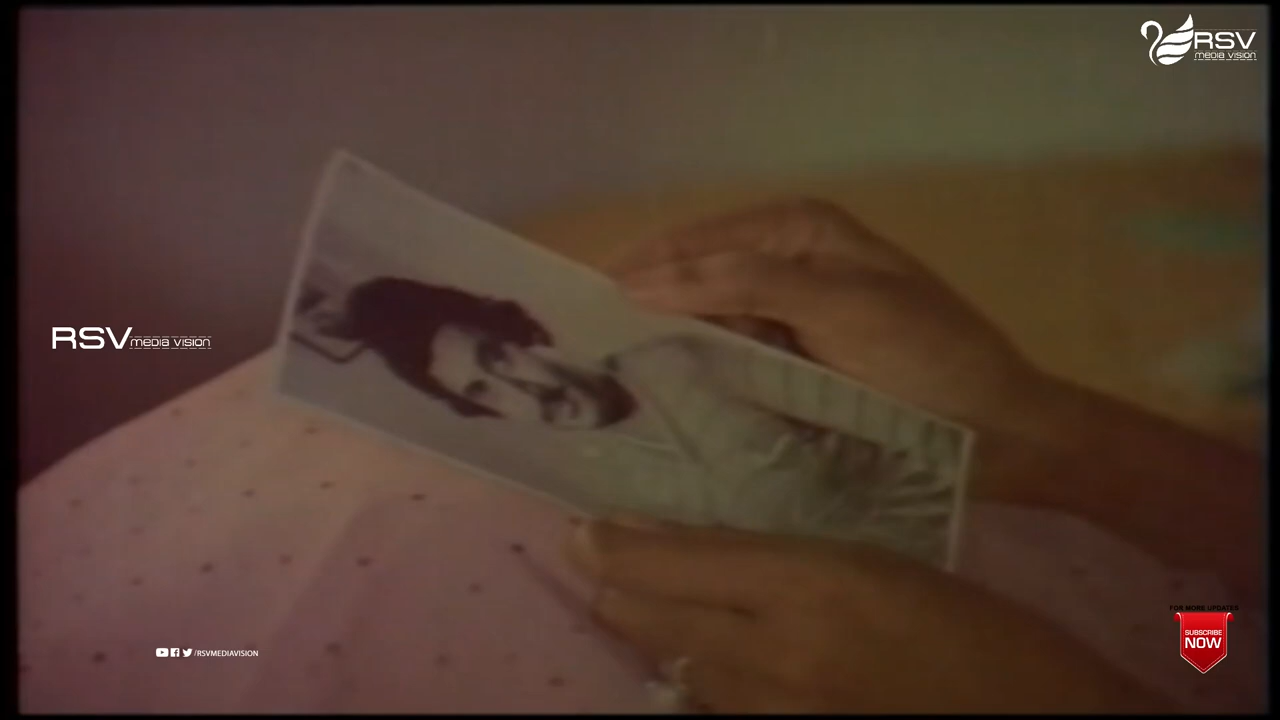 RSV
media vision
RSV media vision
/RSVMEDIAVISION
FOR MORE UPDATES
SUBSCRIBE
NOW